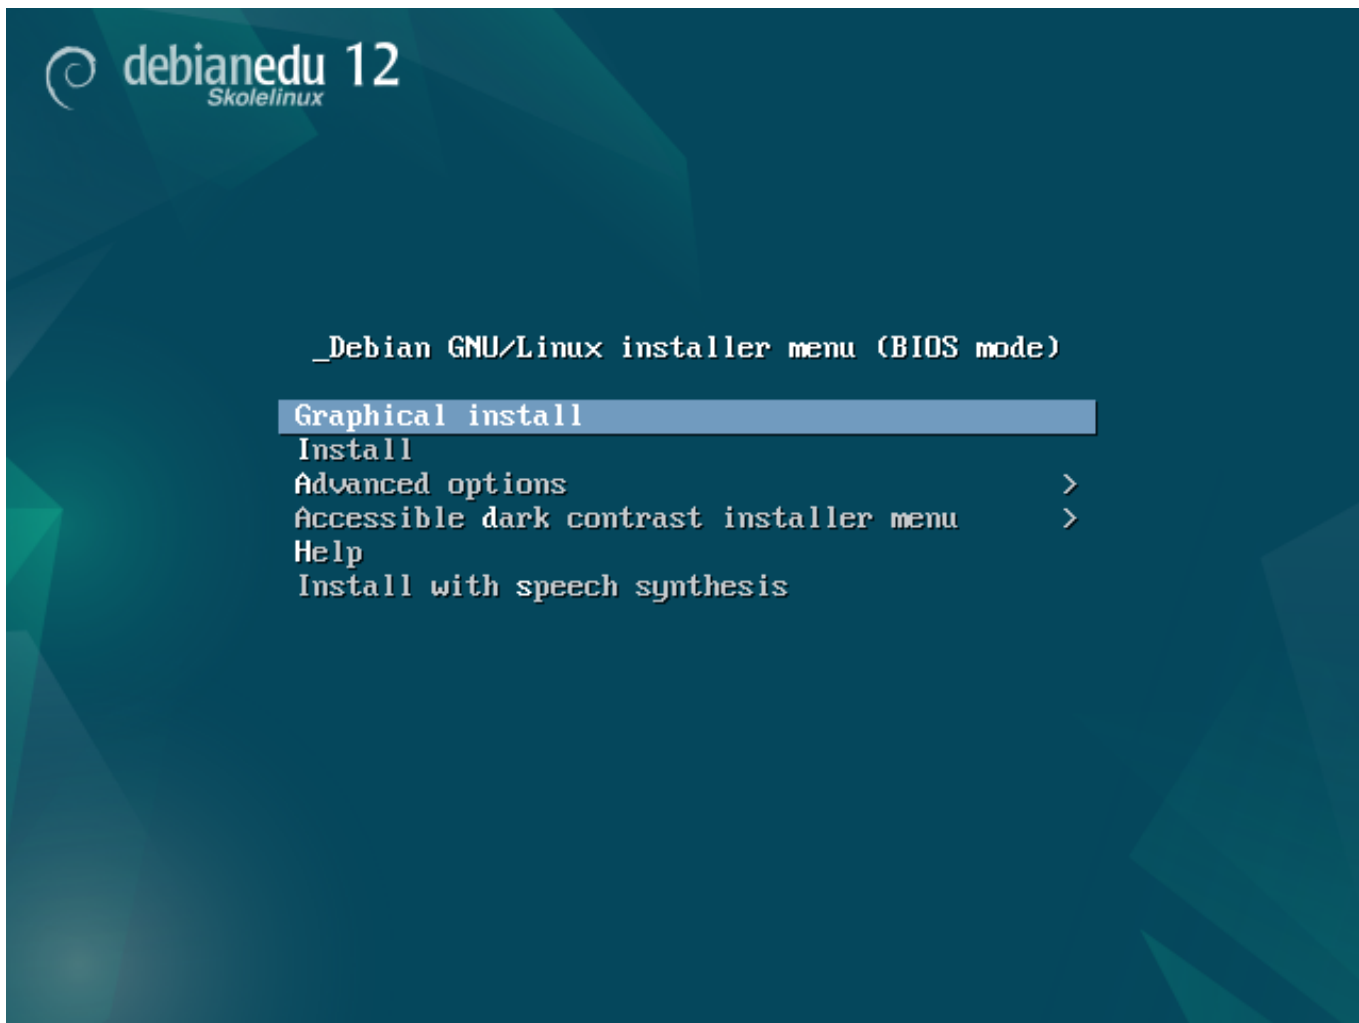 debianedu 12
Skolelinux
_Debian GNU/Linux installer menu (BIOS mode)
Graphical install
Install
Advanced options >
Accessible dark contrast installer menu >
Help
Install with speech synthesis